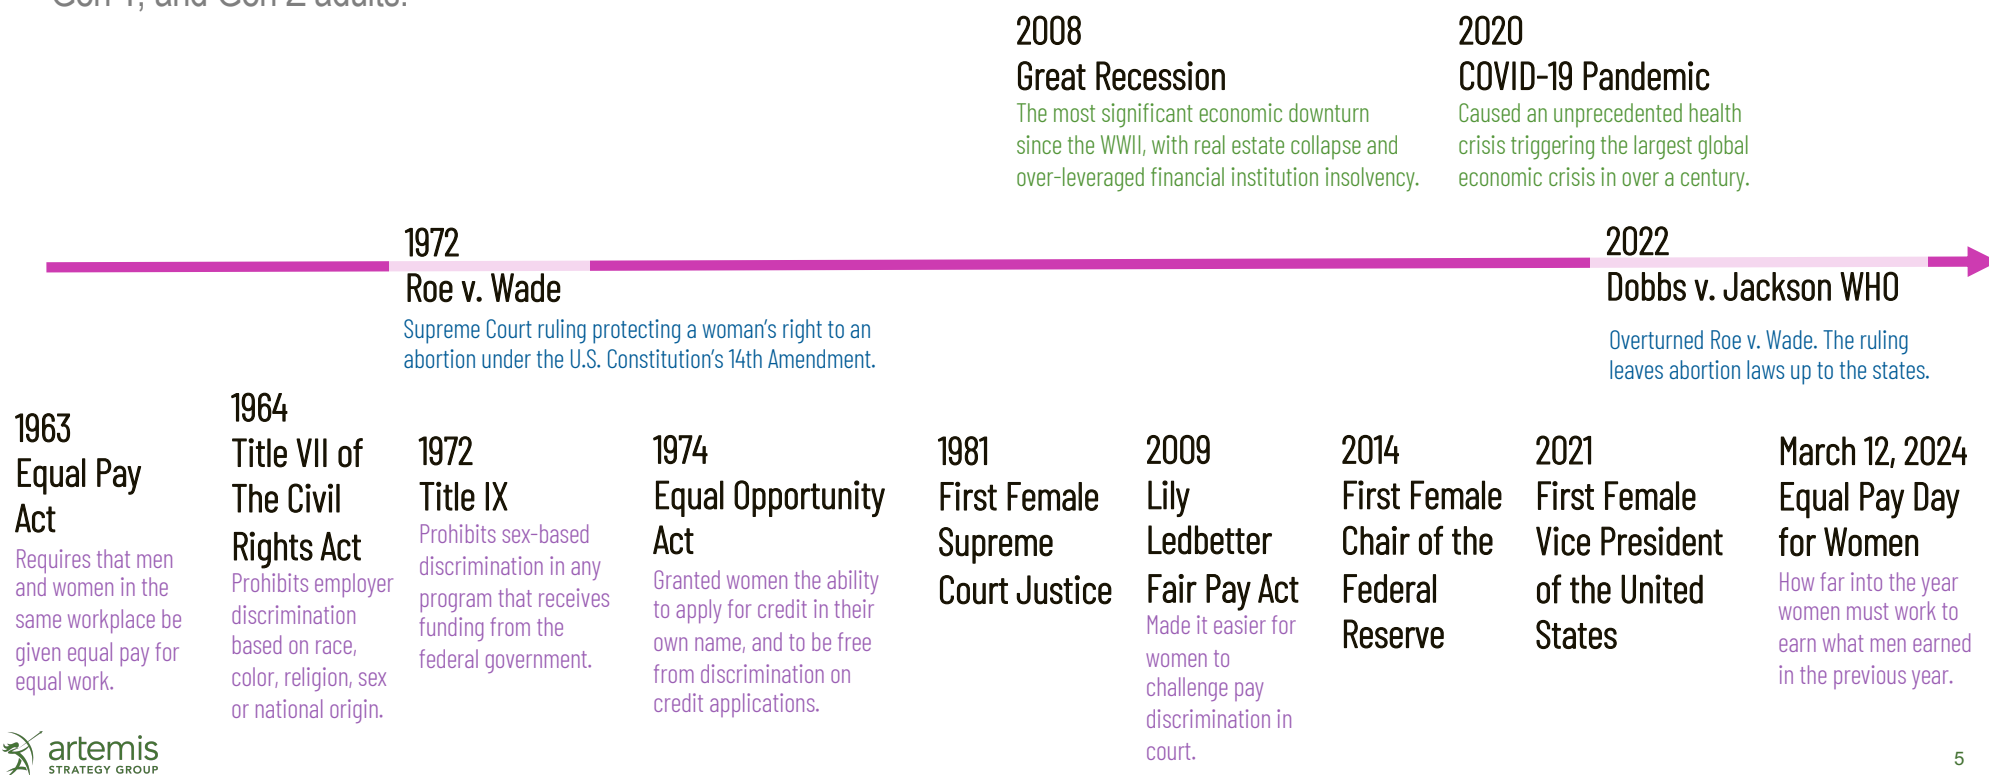 Gen Y, and Gen Z adults.
2008
Great Recession
The most significant economic downturn
since the WWII, with real estate collapse and
over-leveraged financial institution insolvency.
2020
COVID-19 Pandemic
Caused an unprecedented health
crisis triggering the largest global
economic crisis in over a century.
1972
Roe v. Wade
Supreme Court ruling protecting a woman's right to an
abortion under the U.S. Constitution's 14th Amendment.
2022
Dobbs v. Jackson WHO
Overturned Roe v. Wade. The ruling
leaves abortion laws up to the states.
1963
Equal Pay
Act
Requires that men
and women in the
same workplace be
given equal pay for
equal work.
1964
Title VII of
The Civil
Rights Act
Prohibits employer
discrimination
based on race,
color, religion, sex
or national origin.
1972
Title IX
Prohibits sex-based
discrimination in any
program that receives
funding from the
federal government.
1974
Equal Opportunity
Act
Granted women the ability
to apply for credit in their
own name, and to be free
from discrimination on
credit applications.
1981
First Female
Supreme
Court Justice
2009
Lily
Ledbetter
Fair Pay Act
Made it easier for
women to
challenge pay
discrimination in
court.
2014
First Female
Chair of the
Federal
Reserve
2021
First Female
Vice President
of the United
States
March 12, 2024
Equal Pay Day
for Women
How far into the year
women must work to
earn what men earned
in the previous year.
artemis
STRATEGY GROUP
5